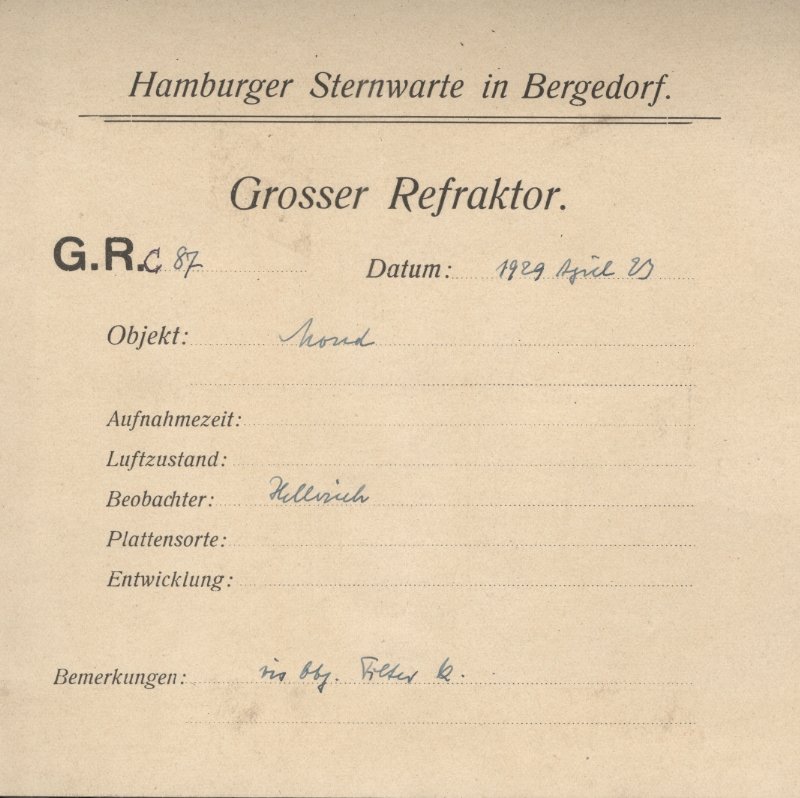 Hamburger Sternwarte in Bergedorf.
Grosser Refraktor.
G.R. C 87 Datum: 1929 April 23
Objekt: Mond
Aufnahmezeit:
Luftzustand:
Beobachter:
Plattensorte:
Entwicklung:
Bemerkungen: vis Obj. Filter